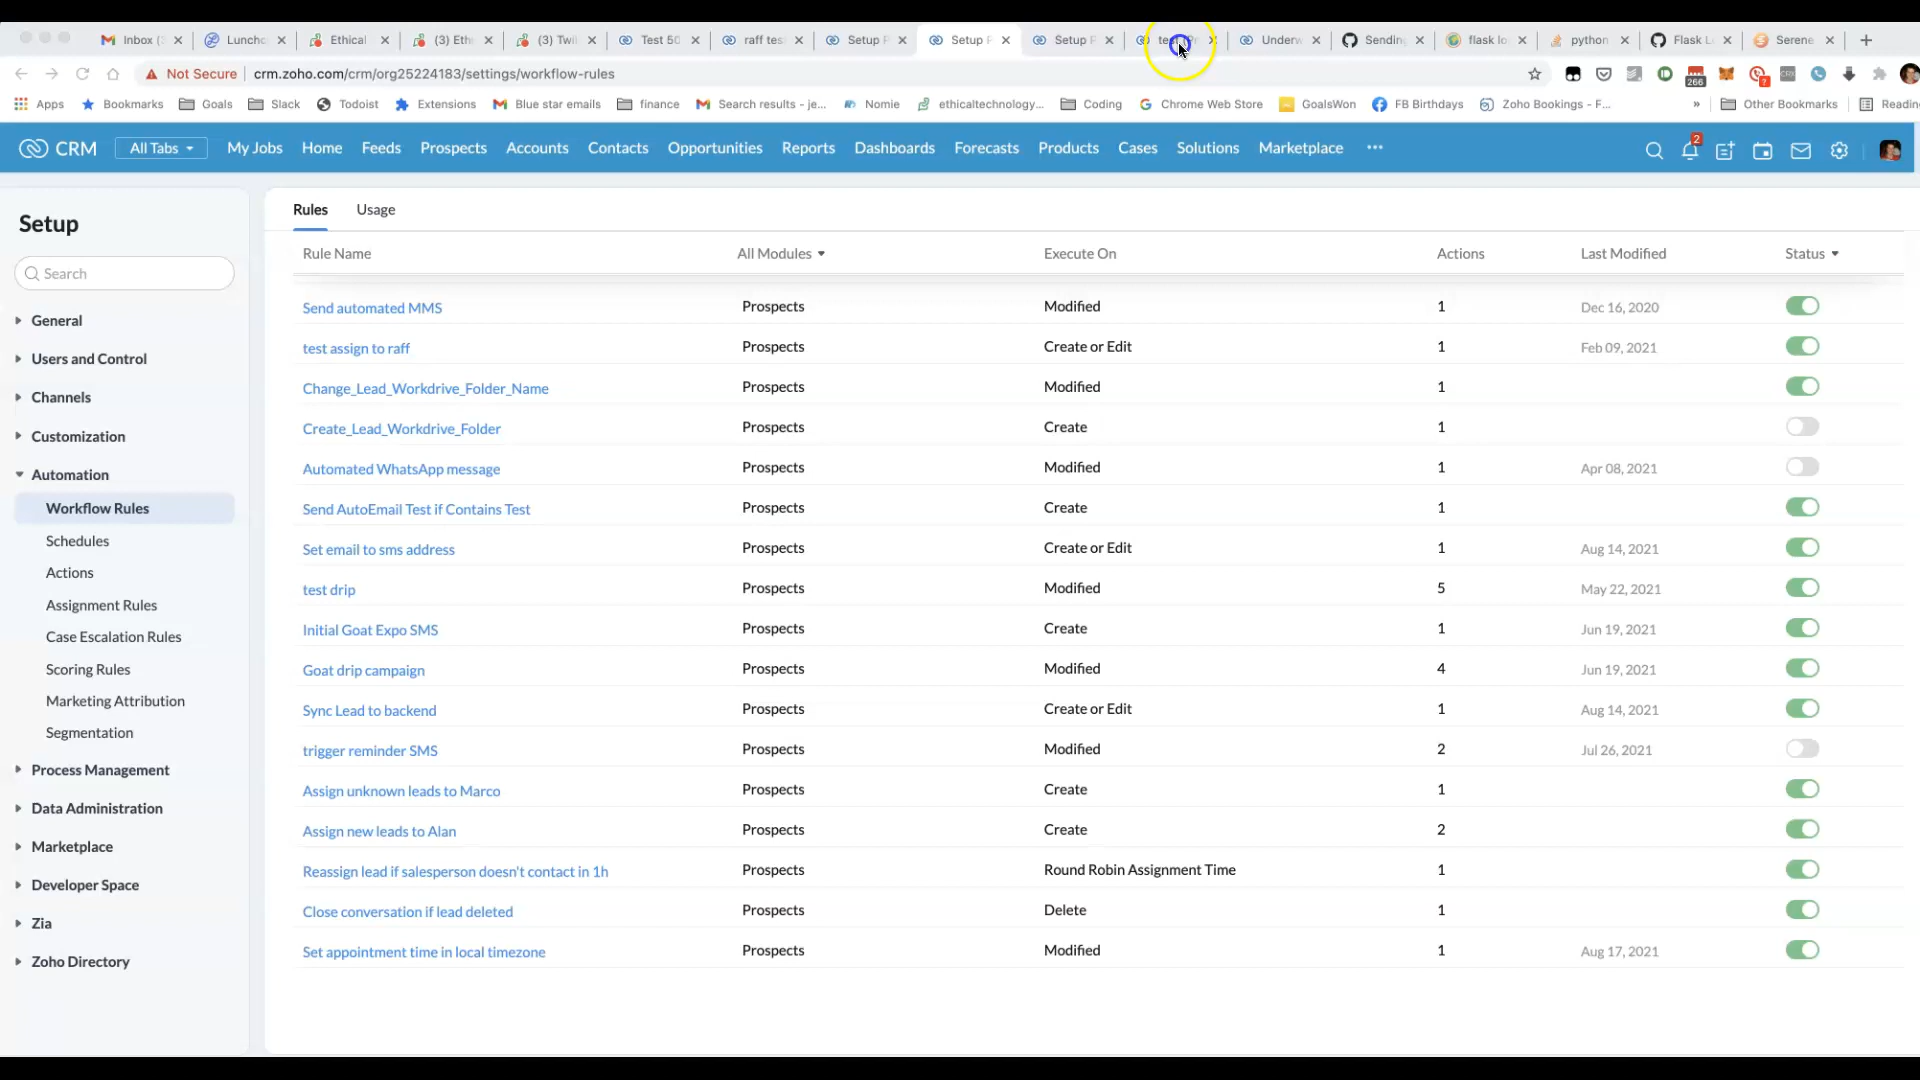 Inbox (
Lunch
Ethical
(3) Eth
(3) Twi
Test 50
raff tes
Setup P
Setup P
Setup P
test
Underw
Sending
flask lo
python
Flask L
Serene
Not Secure
crm.zoho.com/crm/org25224183/settings/workflow-rules
266
Apps
Bookmarks
Goals
Slack
Todoist
Extensions
Blue star emails
finance
Search results - je...
Nomie
ethicaltechnology...
Coding
Chrome Web Store
GoalsWon
FB Birthdays
Zoho Bookings - F...
»
Other Bookmarks
Reading
CRM
All Tabs
My Jobs
Home
Feeds
Prospects
Accounts
Contacts
Opportunities
Reports
Dashboards
Forecasts
Products
Cases
Solutions
Marketplace
2
Setup
Search
General
Users and Control
Channels
Customization
Automation
Workflow Rules
Schedules
Actions
Assignment Rules
Case Escalation Rules
Scoring Rules
Marketing Attribution
Segmentation
Process Management
Data Administration
Marketplace
Developer Space
Zia
Zoho Directory
Rules Usage
Rule Name All Modules Execute On Actions Last Modified Status
Send automated MMS Prospects Modified 1 Dec 16, 2020
test assign to raff Prospects Create or Edit 1 Feb 09, 2021
Change_Lead_Workdrive_Folder_Name Prospects Modified 1
Create_Lead_Workdrive_Folder Prospects Create 1
Automated WhatsApp message Prospects Modified 1 Apr 08, 2021
Send AutoEmail Test if Contains Test Prospects Create 1
Set email to sms address Prospects Create or Edit 1 Aug 14, 2021
test drip Prospects Modified 5 May 22, 2021
Initial Goat Expo SMS Prospects Create 1 Jun 19, 2021
Goat drip campaign Prospects Modified 4 Jun 19, 2021
Sync Lead to backend Prospects Create or Edit 1 Aug 14, 2021
trigger reminder SMS Prospects Modified 2 Jul 26, 2021
Assign unknown leads to Marco Prospects Create 1
Assign new leads to Alan Prospects Create 2
Reassign lead if salesperson doesn't contact in 1h Prospects Round Robin Assignment Time 1
Close conversation if lead deleted Prospects Delete 1
Set appointment time in local timezone Prospects Modified 1 Aug 17, 2021